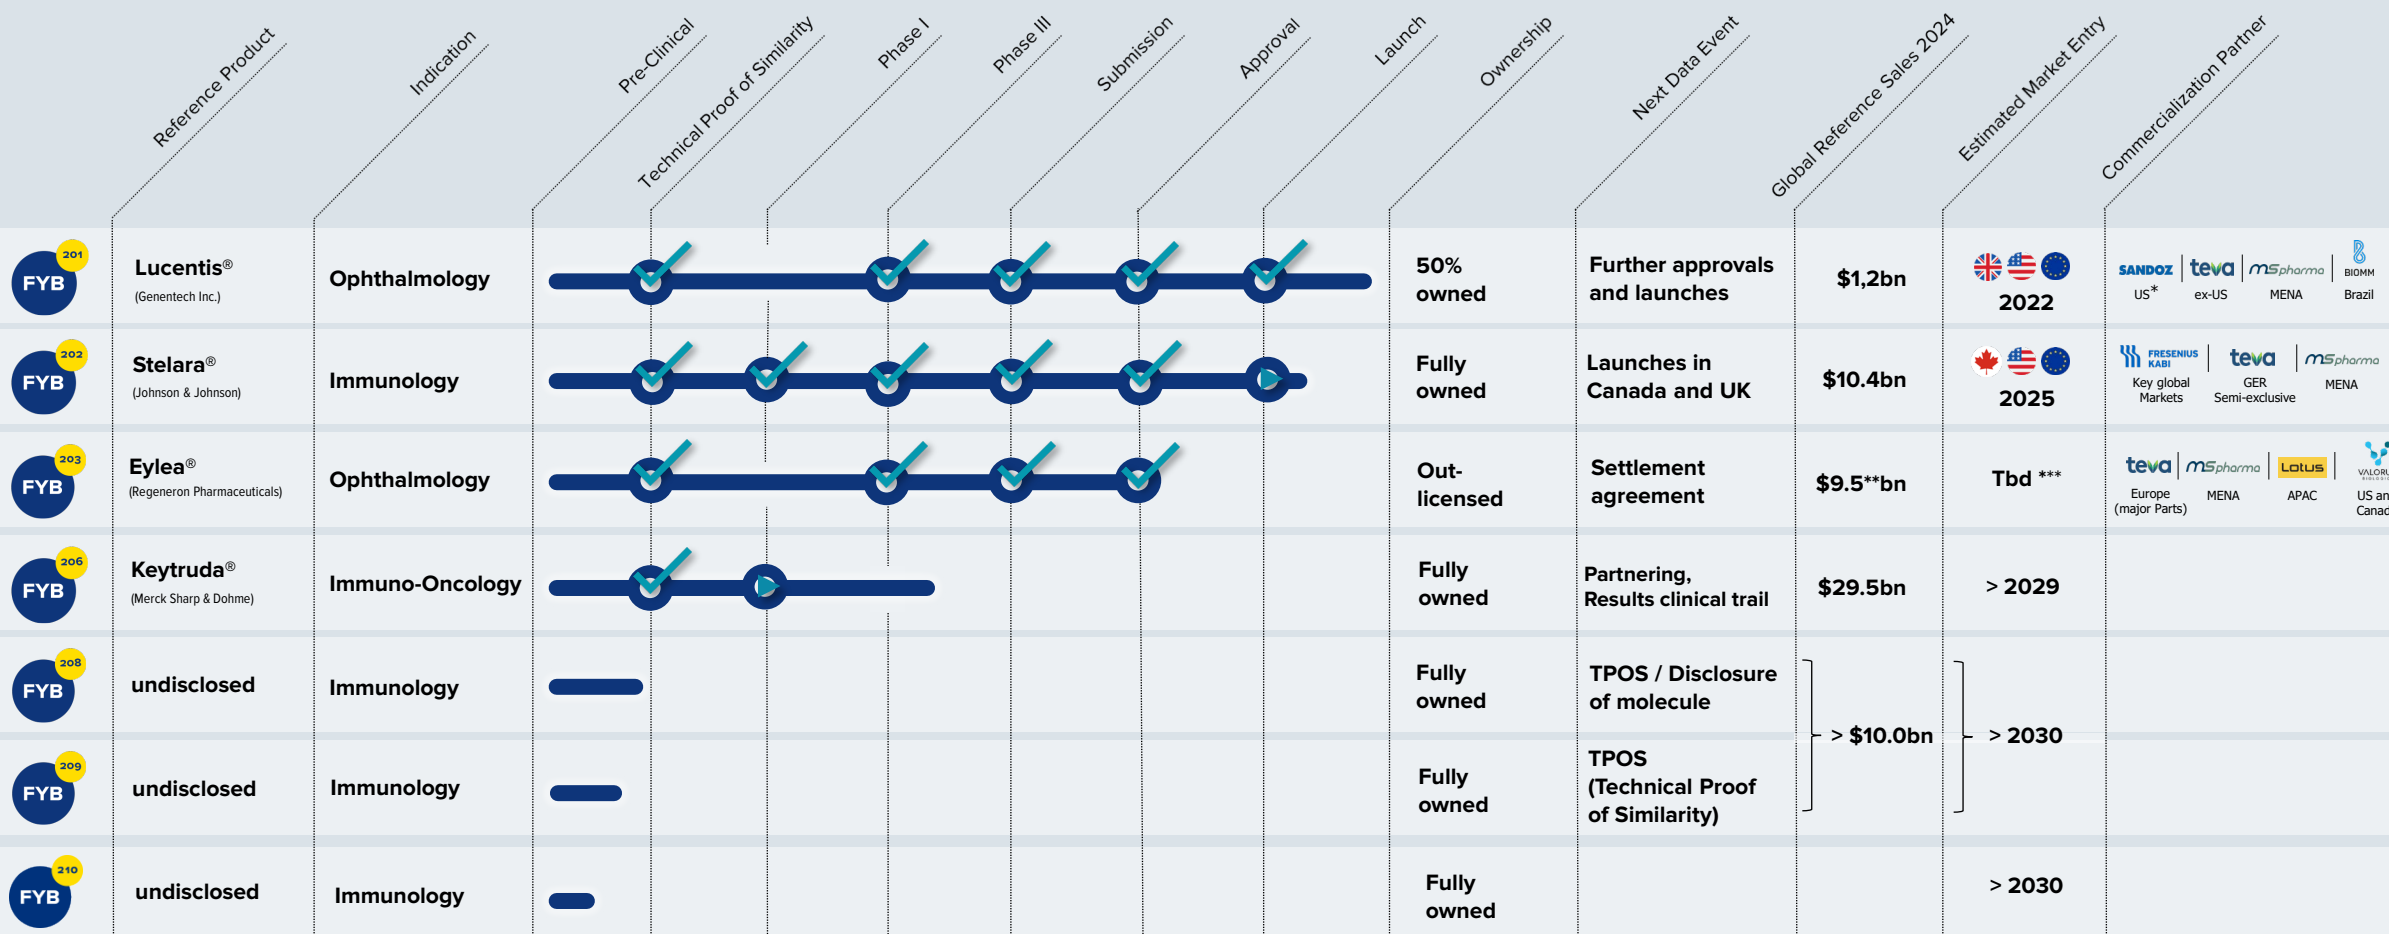 Reference Product
Indication
Pre-Clinical
Technical Proof of Similarity
Phase I
Phase III
Submission
Approval
Launch
Ownership
Next Data Event
Global Reference Sales 2024
Estimated Market Entry
Commercialization Partner
FYB 201
Lucentis®
(Genentech Inc.)
Ophthalmology
50%
owned
Further approvals
and launches
$1,2bn
2022
SANDOZ
US*
teva
ex-US
MSpharma
MENA
BIOMM
Brazil
FYB 202
Stelara®
(Johnson & Johnson)
Immunology
Fully
owned
Launches in
Canada and UK
$10.4bn
2025
FRESENIUS
KABI
Key global
Markets
teva
GER
Semi-exclusive
MSpharma
MENA
FYB 203
Eylea®
(Regeneron Pharmaceuticals)
Ophthalmology
Out-
licensed
Settlement
agreement
$9.5**bn
Tbd ***
teva
Europe
(major Parts)
MSpharma
MENA
Lotus
APAC
US
FYB 206
Keytruda®
(Merck Sharp & Dohme)
Immuno-Oncology
Fully
owned
Partnering,
Results clinical trail
$29.5bn
> 2029
FYB 208
undisclosed
Immunology
Fully
owned
TPOS / Disclosure
of molecule
> $10.0bn
> 2030
FYB 209
undisclosed
Immunology
Fully
owned
TPOS
(Technical Proof
of Similarity)
FYB 210
undisclosed
Immunology
Fully
owned
> 2030